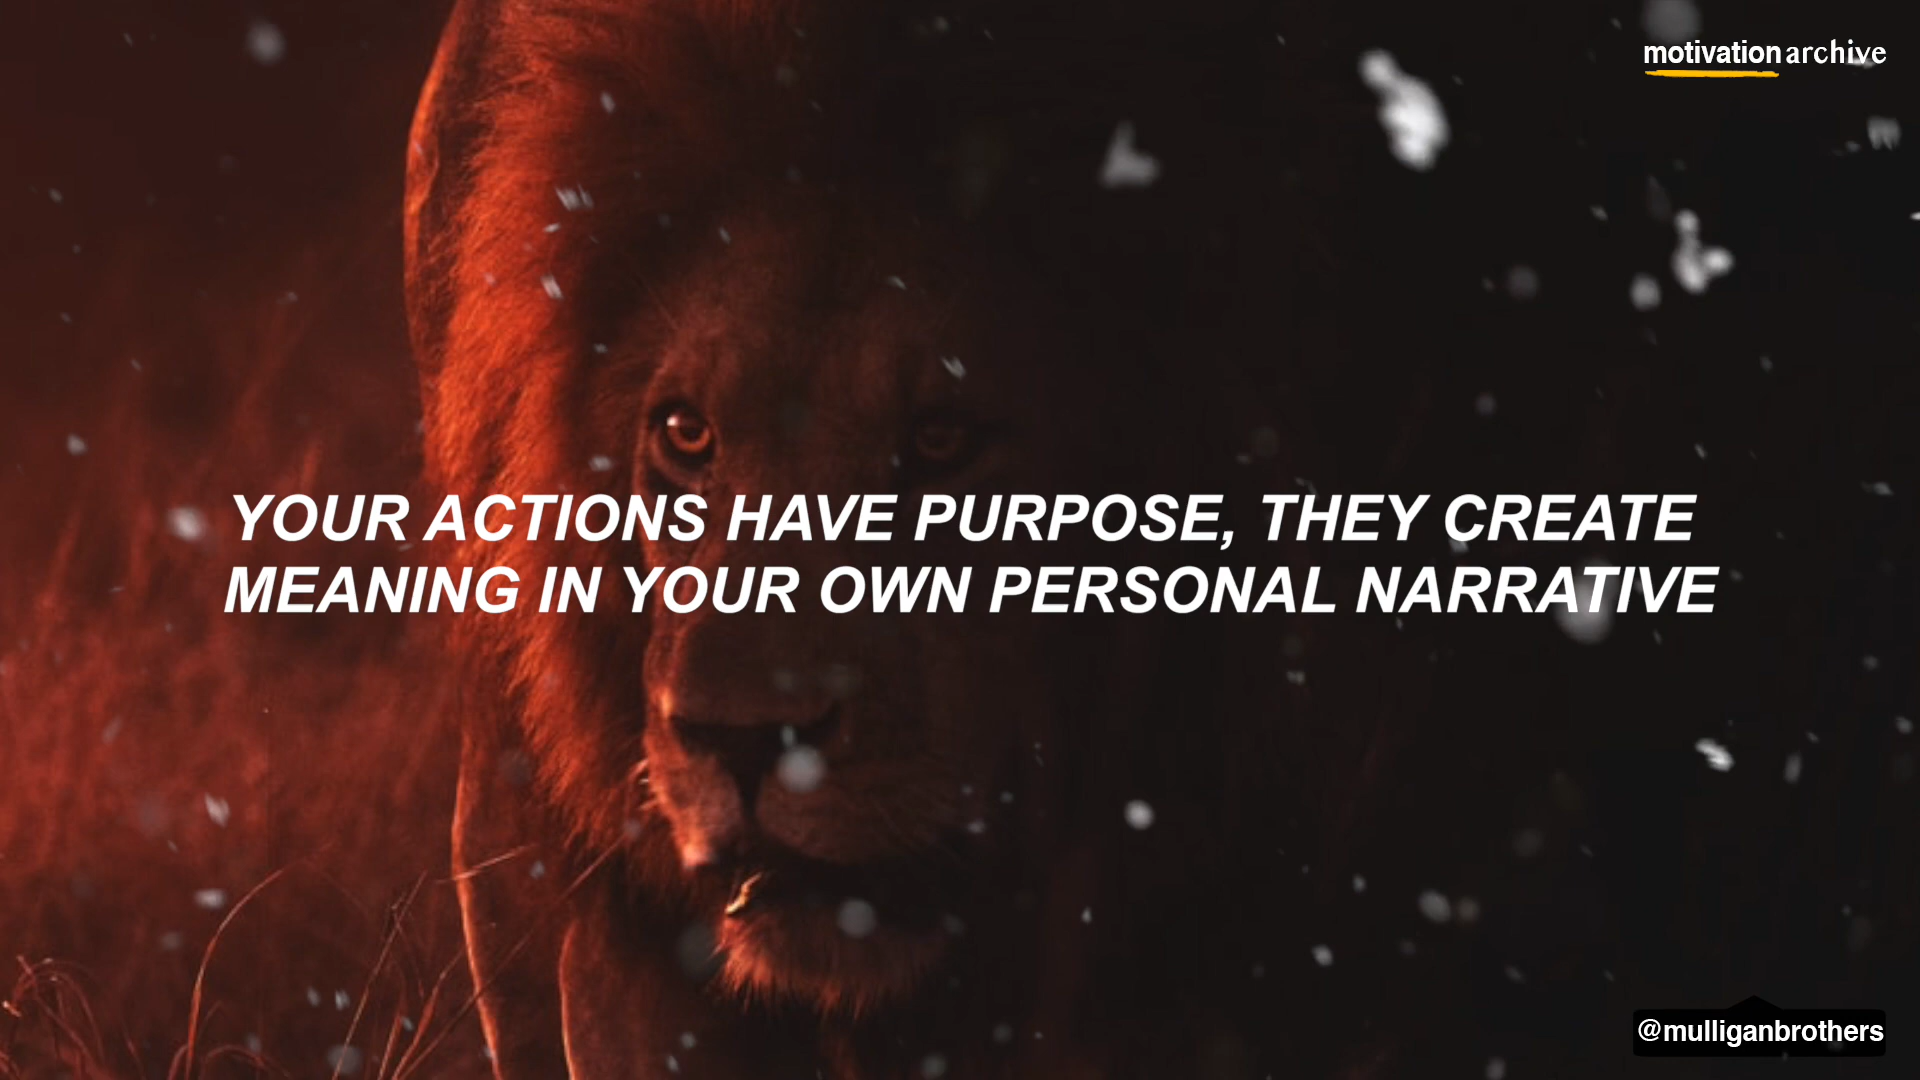 motivation archive
YOUR ACTIONS HAVE PURPOSE, THEY CREATE
MEANING IN YOUR OWN PERSONAL NARRATIVE
@mulliganbrothers